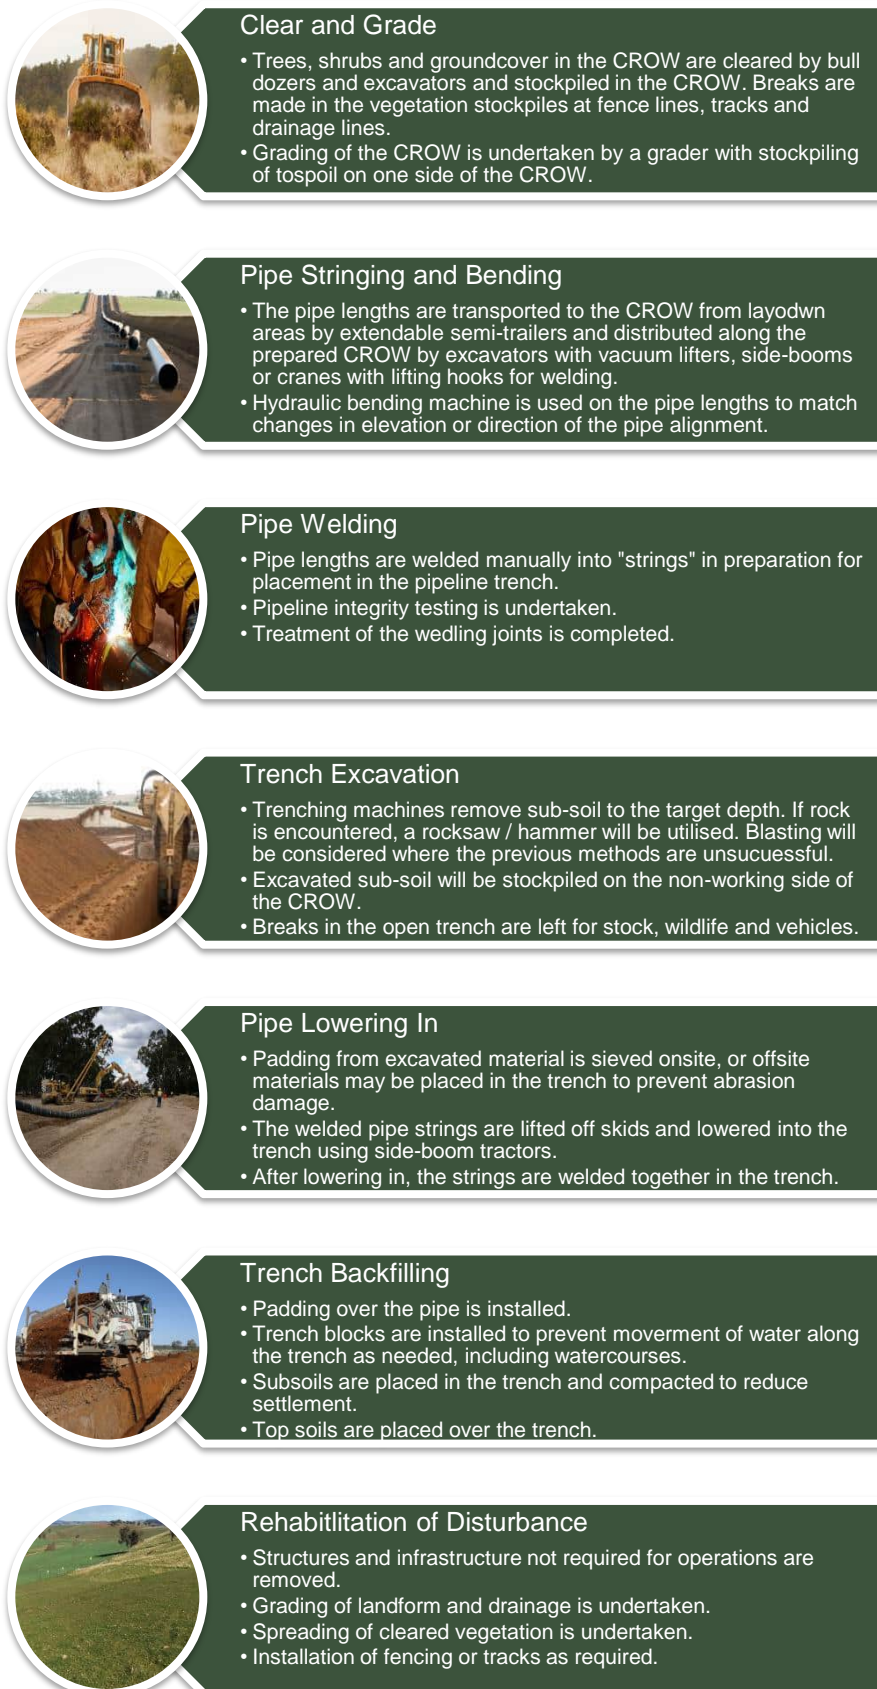 Clear and Grade
• Trees, shrubs and groundcover in the CROW are cleared by bull
dozers and excavators and stockpiled in the CROW. Breaks are
made in the vegetation stockpiles at fence lines, tracks and
drainage lines.
• Grading of the CROW is undertaken by a grader with stockpiling
of tospoil on one side of the CROW.
Pipe Stringing and Bending
• The pipe lengths are transported to the CROW from layodwn
areas by extendable semi-trailers and distributed along the
prepared CROW by excavators with vacuum lifters, side-booms
or cranes with lifting hooks for welding.
• Hydraulic bending machine is used on the pipe lengths to match
changes in elevation or direction of the pipe alignment.
Pipe Welding
• Pipe lengths are welded manually into "strings" in preparation for
placement in the pipeline trench.
• Pipeline integrity testing is undertaken.
• Treatment of the wedling joints is completed.
Trench Excavation
• Trenching machines remove sub-soil to the target depth. If rock
is encountered, a rocksaw / hammer will be utilised. Blasting will
be considered where the previous methods are unsucuessful.
• Excavated sub-soil will be stockpiled on the non-working side of
the CROW.
• Breaks in the open trench are left for stock, wildlife and vehicles.
Pipe Lowering In
• Padding from excavated material is sieved onsite, or offsite
materials may be placed in the trench to prevent abrasion
damage.
• The welded pipe strings are lifted off skids and lowered into the
trench using side-boom tractors.
• After lowering in, the strings are welded together in the trench.
Trench Backfilling
• Padding over the pipe is installed.
• Trench blocks are installed to prevent moverment of water along
the trench as needed, including watercourses.
• Subsoils are placed in the trench and compacted to reduce
settlement.
• Top soils are placed over the trench.
Rehabitlitation of Disturbance
• Structures and infrastructure not required for operations are
removed.
• Grading of landform and drainage is undertaken.
• Spreading of cleared vegetation is undertaken.
• Installation of fencing or tracks as required.